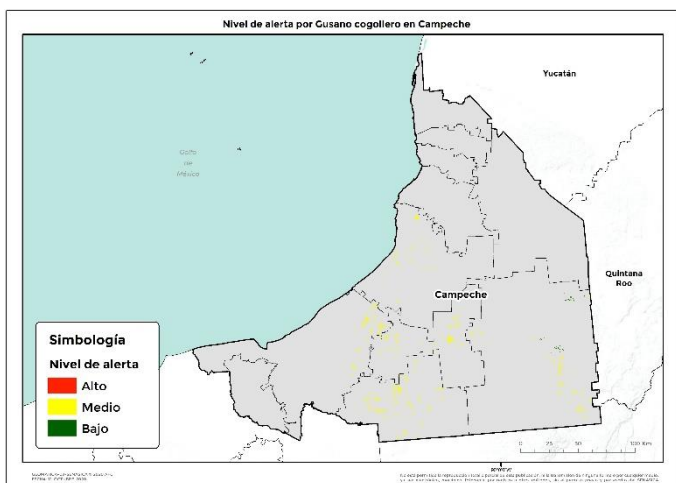 Nivel de alerta por Gusano cogollero en Campeche
Yucatán
Golfo
de
México
Quintana
Roo
Campeche
Simbología
Nivel de alerta
Alto
Medio
Bajo
0 25 50 100 Km